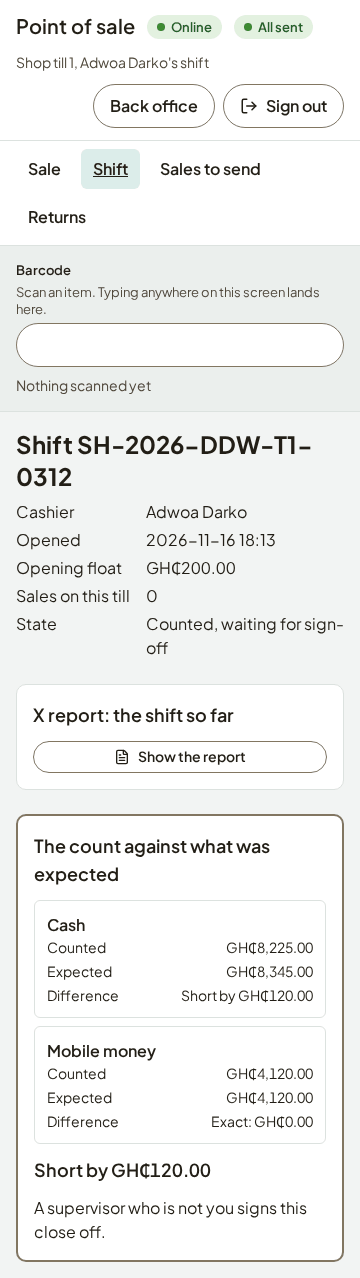 Point of sale
Online
All sent
Shop till 1, Adwoa Darko's shift
Back office
Sign out
Sale
Shift
Sales to send
Returns
Barcode
Scan an item. Typing anywhere on this screen lands
here.
Nothing scanned yet
Shift SH-2026-DDW-T1-
0312
Cashier Adwoa Darko
Opened 2026-11-16 18:13
Opening float GH₵200.00
Sales on this till 0
State Counted, waiting for sign-
off
X report: the shift so far
Show the report
The count against what was
expected
Cash
Counted GH₵8,225.00
Expected GH₵8,345.00
Difference Short by GH₵120.00
Mobile money
Counted GH₵4,120.00
Expected GH₵4,120.00
Difference Exact: GH₵0.00
Short by GH₵120.00
A supervisor who is not you signs this
close off.